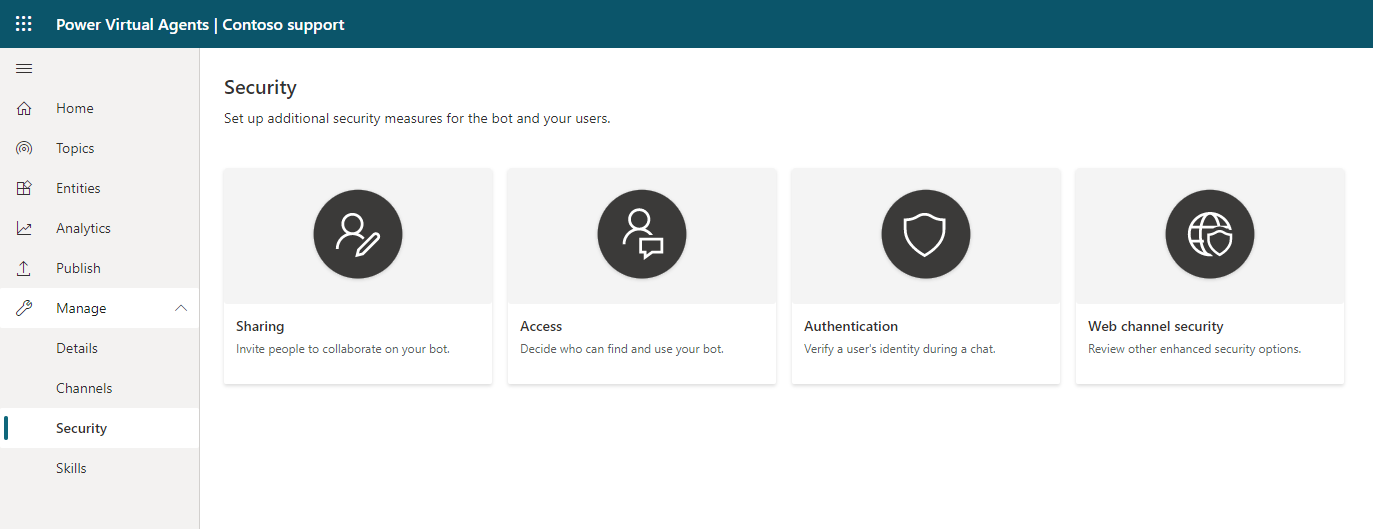 Power Virtual Agents | Contoso support
Home
Topics
Entities
Analytics
Publish
Manage
Details
Channels
Security
Skills
Security
Set up additional security measures for the bot and your users.
Sharing
Invite people to collaborate on your bot.
Access
Decide who can find and use your bot.
Authentication
Verify a user's identity during a chat.
Web channel security
Review other enhanced security options.